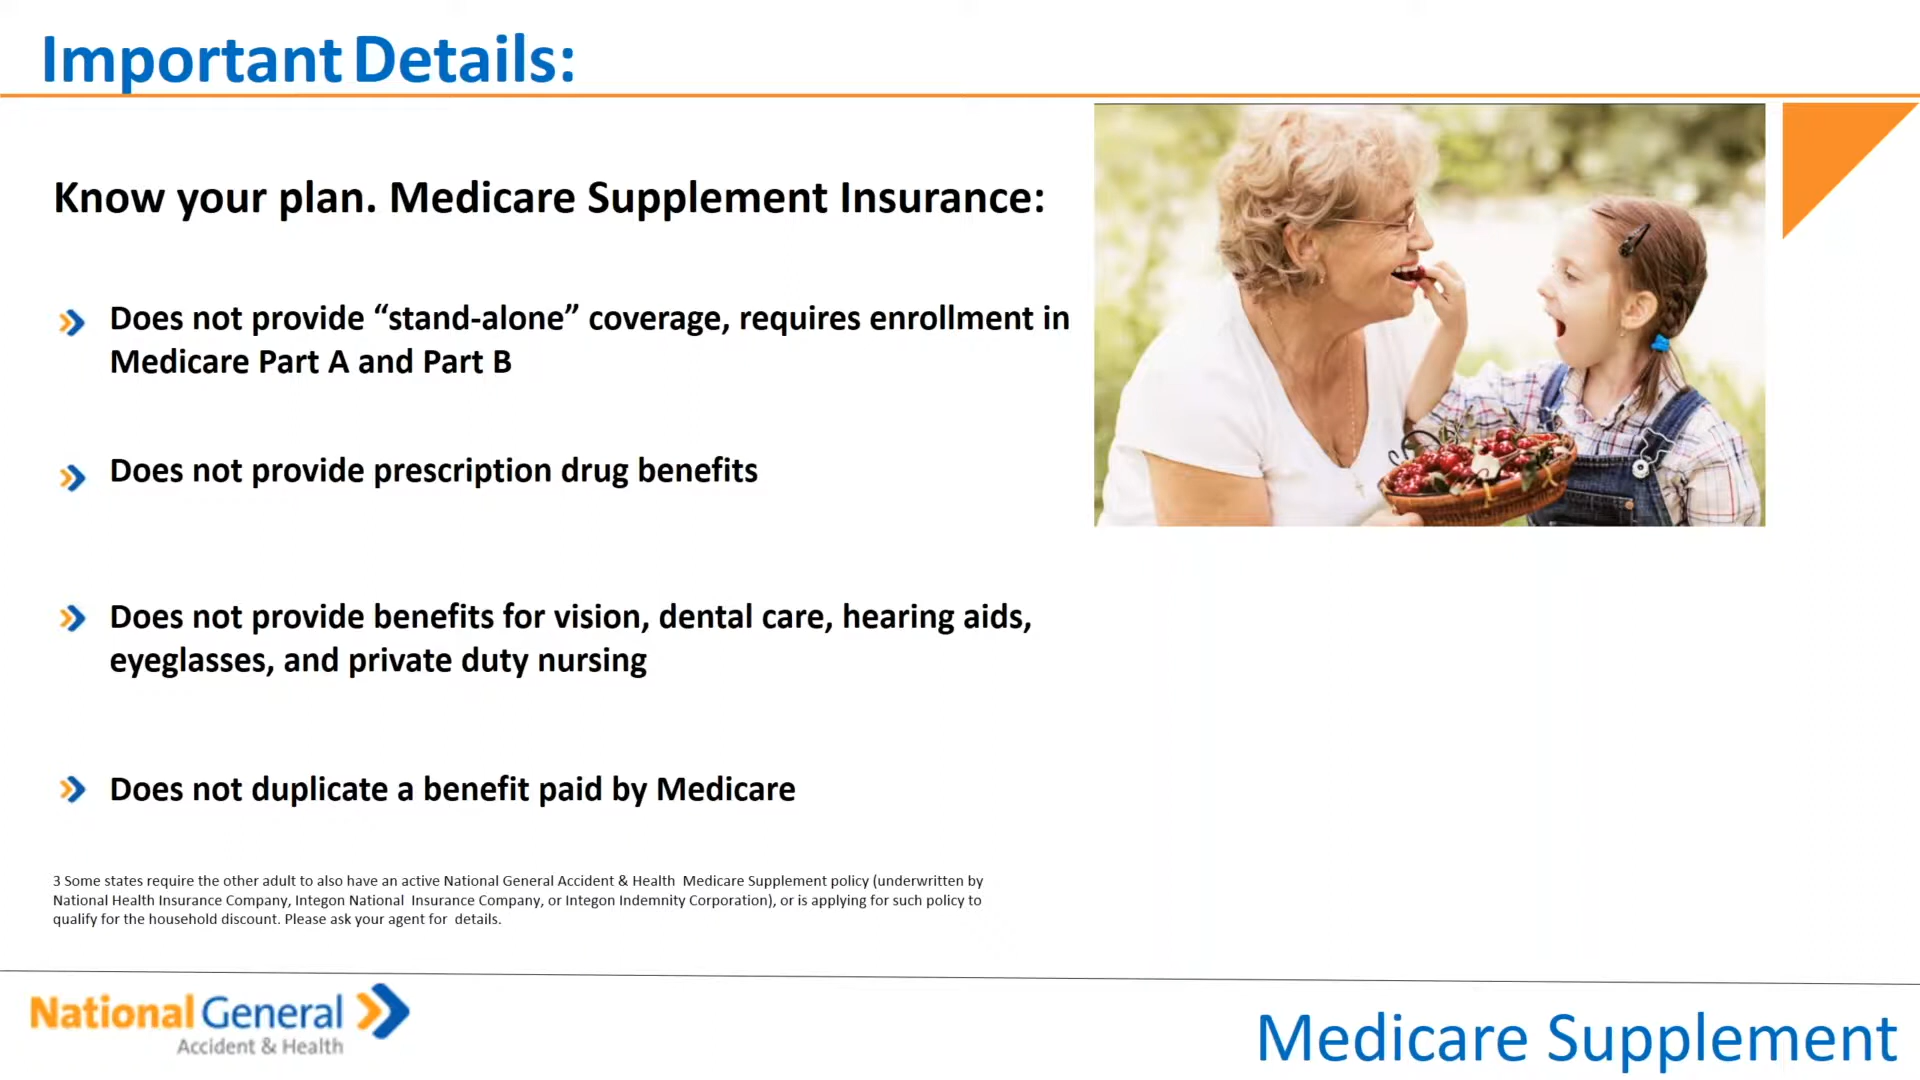 Important Details:
Know your plan. Medicare Supplement Insurance:
Does not provide “stand-alone” coverage, requires enrollment in
Medicare Part A and Part B
Does not provide prescription drug benefits
Does not provide benefits for vision, dental care, hearing aids,
eyeglasses, and private duty nursing
Does not duplicate a benefit paid by Medicare
3 Some states require the other adult to also have an active National General Accident & Health Medicare Supplement policy (underwritten by
National Health Insurance Company, Integon National Insurance Company, or Integon Indemnity Corporation), or is applying for such policy to
qualify for the household discount. Please ask your agent for details.
National General
Accident & Health
Medicare Supplement